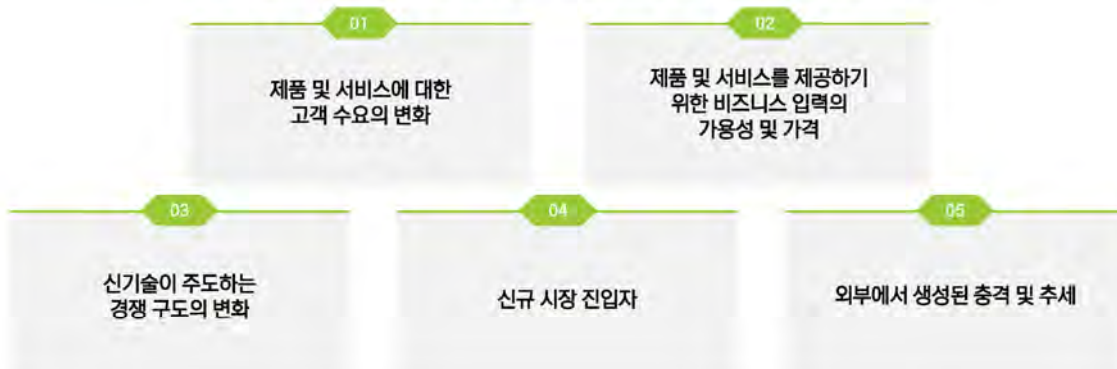 01
제품 및 서비스에 대한
고객 수요의 변화
02
제품 및 서비스를 제공하기
위한 비즈니스 입력의
가용성 및 가격
03
신기술이 주도하는
경쟁 구도의 변화
04
신규 시장 진입자
05
외부에서 생성된 충격 및 추세